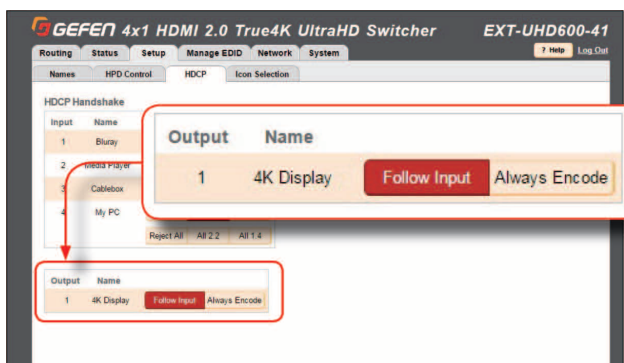 GEFEN 4x1 HDMI 2.0 True4K UltraHD Switcher EXT-UHD600-41
Routing Status Setup Manage EDID Network System ? Help Log Out
Names HPD Control HDCP Icon Selection
HDCP Handshake
Input Name
1 Bluray
2 Media Player
3 Cablebox
4 My PC
Reject All All 2.2 All 1.4
Output Name
1 4K Display Follow Input Always Encode
Output Name
1 4K Display Follow Input Always Encode